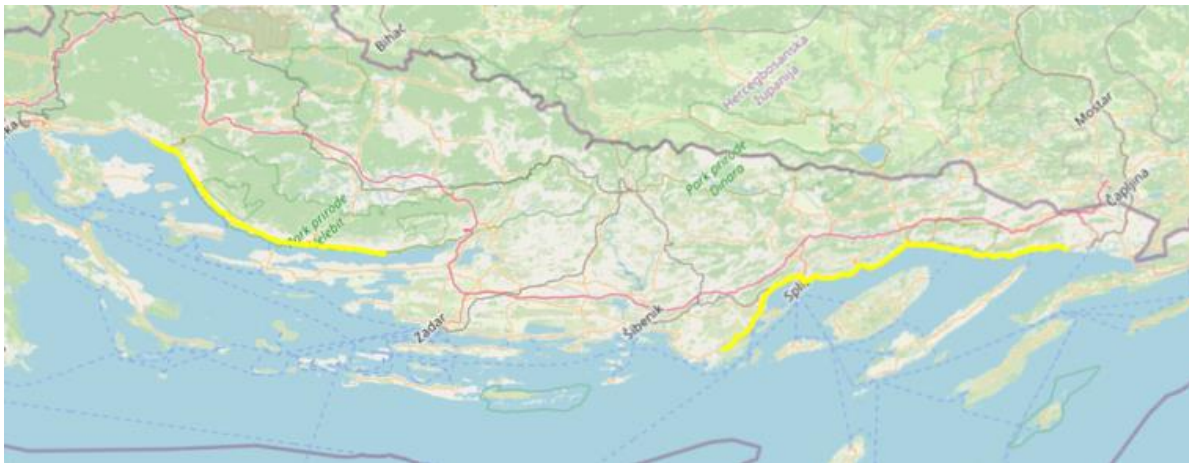 Bihać
Hercegbosanska
županija
Mostar
Park prirode
Dinara
Čapljina
Park prirode
Velebit
Split
Zadar
Šibenik